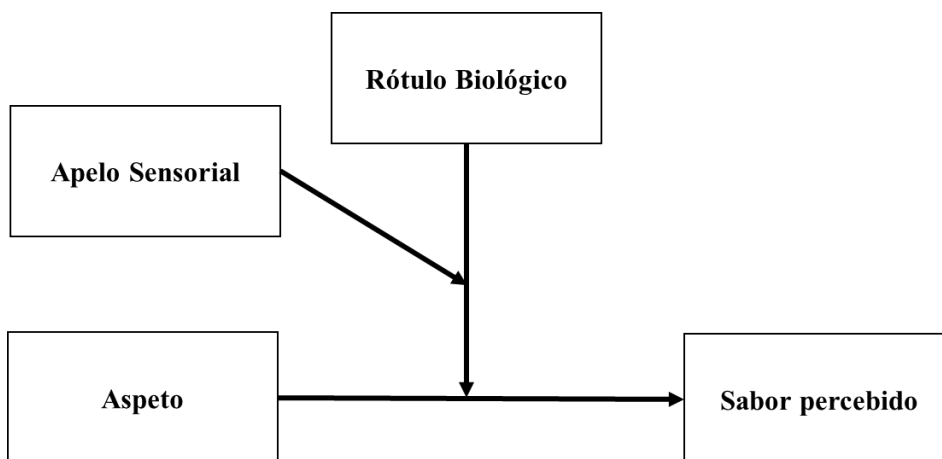 Rótulo Biológico
Apelo Sensorial
Aspeto
Sabor percebido